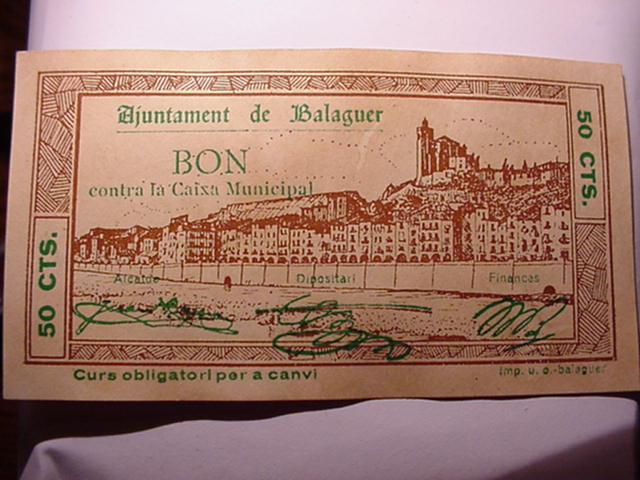 Ajuntament de Balaguer
50 CTS.
BON
contra la Caixa Municipal
50 CTS.
Alcalde
Dipositari
Finances
Curs obligatori per a canvi
Imp. u. o.-balaguer